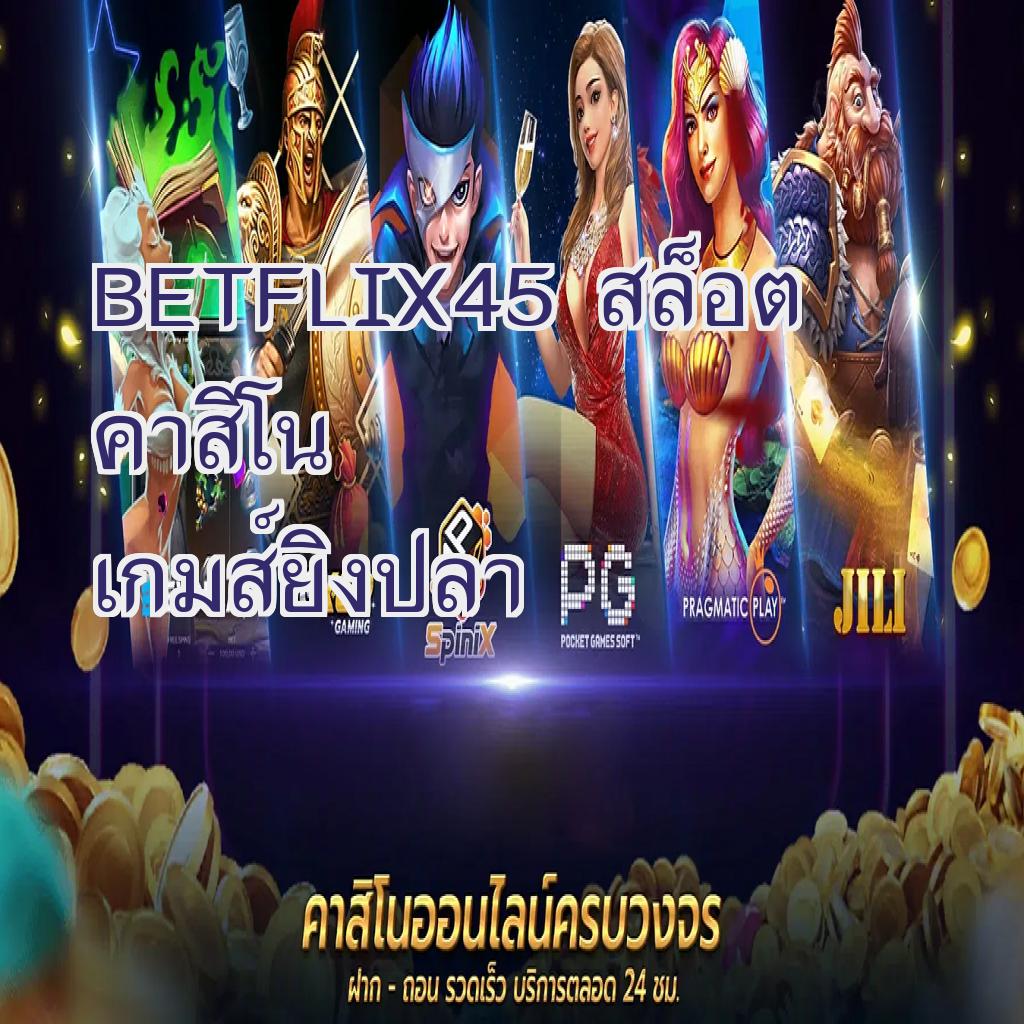 BETFLIX45 สล็อต
คาสิโน
เกมส์ยิงปลา
GAMING
SpiniX
PG
POCKET GAMES SOFT™
PRAGMATIC PLAY™
JILI
คาสิโนออนไลน์ครบวงจร
ฝาก - ถอน รวดเร็ว บริการตลอด 24 ชม.